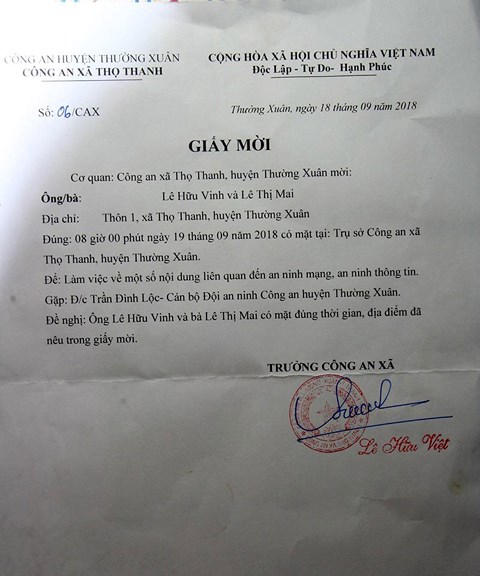 CÔNG AN HUYỆN THƯỜNG XUÂN
CÔNG AN XÃ THỌ THANH
CỘNG HÒA XÃ HỘI CHỦ NGHĨA VIỆT NAM
Độc Lập - Tự Do- Hạnh Phúc
Số: 06/CAX
Thường Xuân, ngày 18 tháng 09 năm 2018
GIẤY MỜI
Cơ quan: Công an xã Thọ Thanh, huyện Thường Xuân mời:
Ông/bà: Lê Hữu Vinh và Lê Thị Mai
Địa chỉ: Thôn 1, xã Thọ Thanh, huyện Thường Xuân
Đúng: 08 giờ 00 phút ngày 19 tháng 09 năm 2018 có mặt tại: Trụ sở Công an xã
Thọ Thanh, huyện Thường Xuân.
Để: Làm việc về một số nội dung liên quan đến an ninh mạng, an ninh thông tin.
Gặp: Đ/c Trần Đình Lộc- Cán bộ Đội an ninh Công an huyện Thường Xuân.
Đề nghị: Ông Lê Hữu Vinh và bà Lê Thị Mai có mặt đúng thời gian, địa điểm đã
nêu trong giấy mời.
TRƯỞNG CÔNG AN XÃ
Lê Hữu Việt